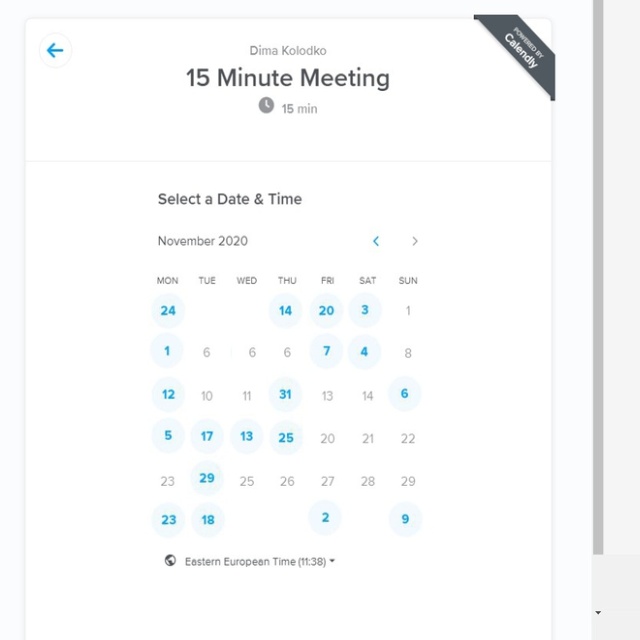 POWERED BY
Calendly
Dima Kolodko
15 Minute Meeting
15 min
Select a Date & Time
November 2020
MON TUE WED THU FRI SAT SUN
24 14 20 3 1
1 6 6 6 7 4 8
12 10 11 31 13 14 6
5 17 13 25 20 21 22
23 29 25 26 27 28 29
23 18 2 9
Eastern European Time (11:38)